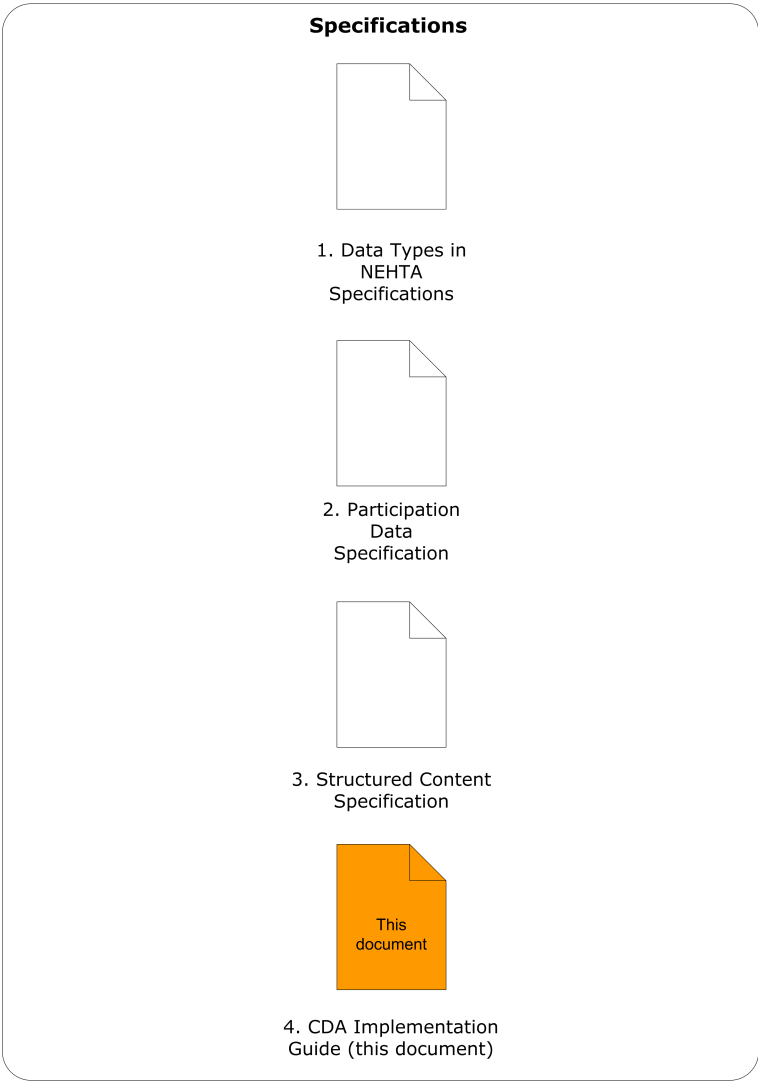 Specifications
1. Data Types in
NEHTA
Specifications
2. Participation
Data
Specification
3. Structured Content
Specification
This
document
4. CDA Implementation
Guide (this document)